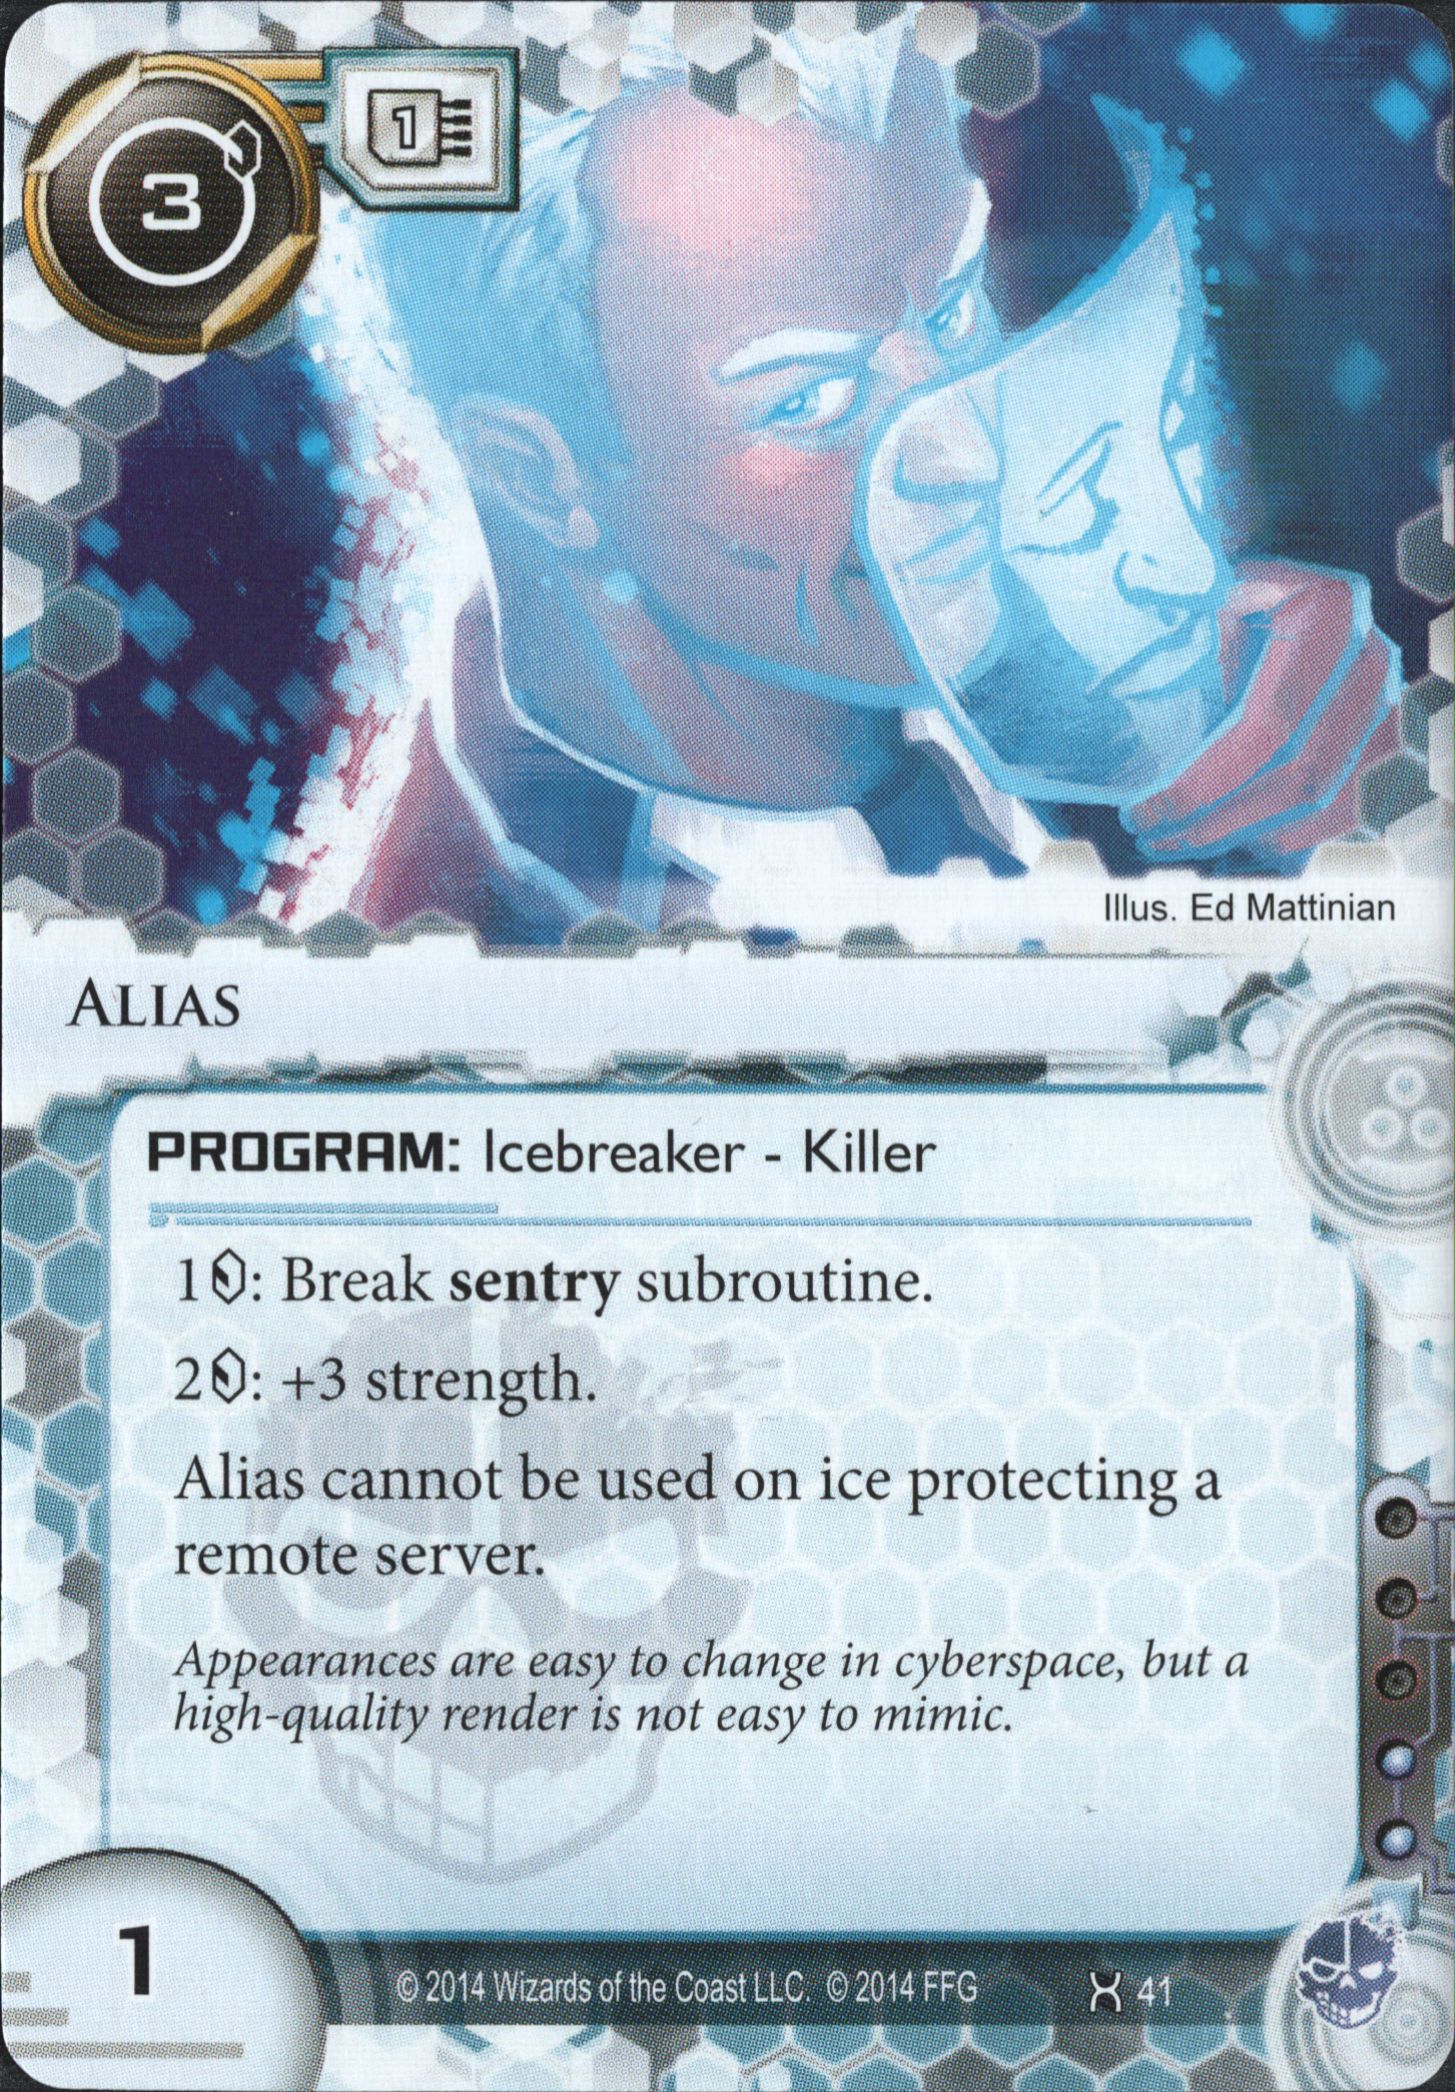 3
1
Illus. Ed Mattinian
Alias
PROGRAM: Icebreaker - Killer
1: Break sentry subroutine.
2: +3 strength.
Alias cannot be used on ice protecting a
remote server.
Appearances are easy to change in cyberspace, but a
high-quality render is not easy to mimic.
1
© 2014 Wizards of the Coast LLC. © 2014 FFG
41